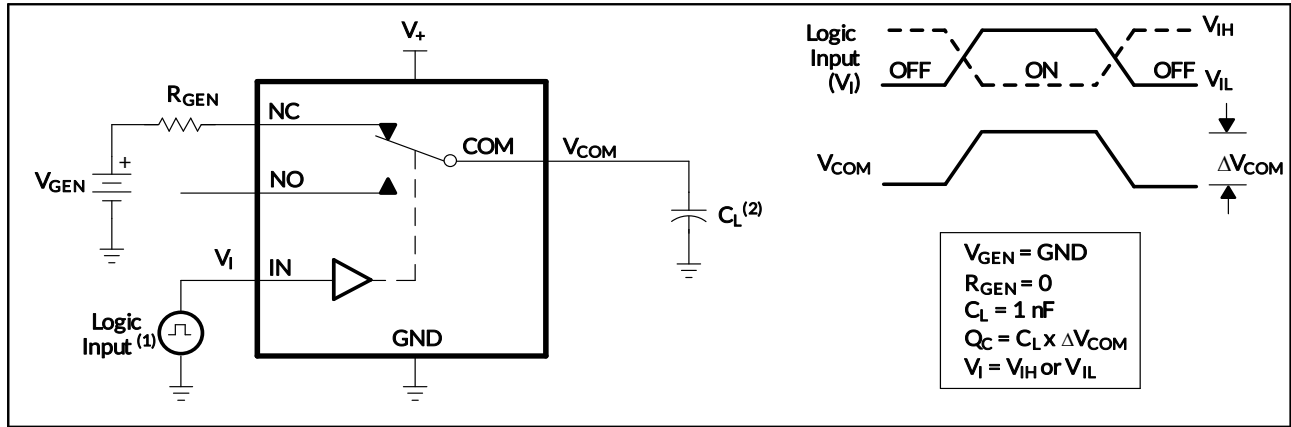 V+
RGEN
NC
COM
VCOM
+
VGEN
NO
CL(2)
VI
IN
Logic
Input (1)
GND
Logic
Input
(VI)
OFF
ON
OFF
VIH
VIL
VCOM
ΔVCOM
VGEN = GND
RGEN = 0
CL = 1 nF
QC = CL x ΔVCOM
VI = VIH or VIL